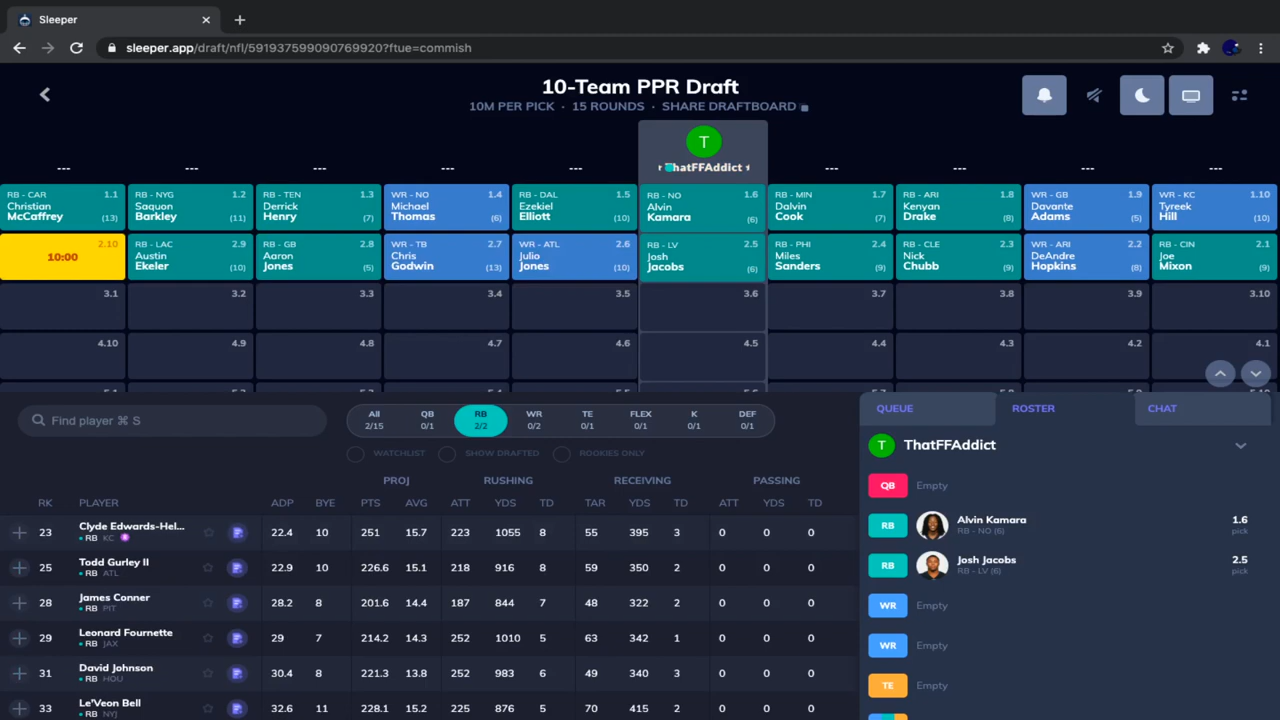 Sleeper
sleeper.app/draft/nfl/591937599090769920?ftue=commish
10-Team PPR Draft
10M PER PICK · 15 ROUNDS · SHARE DRAFTBOARD
T
--- --- --- --- --- ThatFFAddict --- --- --- ---
RB - CAR 1.1 RB - NYG 1.2 RB - TEN 1.3 WR - NO 1.4 RB - DAL 1.5 RB - NO 1.6 RB - MIN 1.7 RB - ARI 1.8 WR - GB 1.9 WR - KC 1.10
Christian Saquon Derrick Michael Ezekiel Alvin Dalvin Kenyan Davante Tyreek
McCaffrey (13) Barkley (11) Henry (7) Thomas (6) Elliott (10) Kamara (6) Cook (7) Drake (8) Adams (5) Hill (10)
2.10 RB - LAC 2.9 RB - GB 2.8 WR - TB 2.7 WR - ATL 2.6 RB - LV 2.5 RB - PHI 2.4 RB - CLE 2.3 WR - ARI 2.2 RB - CIN 2.1
10:00 Austin Aaron Chris Julio Josh Miles Nick DeAndre Joe
Ekeler (10) Jones (5) Godwin (13) Jones (10) Jacobs (6) Sanders (9) Chubb (9) Hopkins (8) Mixon (9)
3.1 3.2 3.3 3.4 3.5 3.6 3.7 3.8 3.9 3.10
4.10 4.9 4.8 4.7 4.6 4.5 4.4 4.3 4.2 4.1
Find player ⌘ S
All QB RB WR TE FLEX K DEF
2/15 0/1 2/2 0/2 0/1 0/1 0/1 0/1
WATCHLIST SHOW DRAFTED ROOKIES ONLY
PROJ RUSHING RECEIVING PASSING
RK PLAYER ADP BYE PTS AVG ATT YDS TD TAR YDS TD ATT YDS TD
23 Clyde Edwards-Hel... RB KC 22.4 10 251 15.7 223 1055 8 55 395 3 0 0 0
25 Todd Gurley II RB ATL 22.9 10 226.6 15.1 218 916 8 59 350 2 0 0 0
28 James Conner RB PIT 28.2 8 201.6 14.4 187 844 7 48 322 2 0 0 0
29 Leonard Fournette RB JAX 29 7 214.2 14.3 252 1010 5 63 342 1 0 0 0
31 David Johnson RB HOU 30.4 8 221.3 13.8 252 983 6 49 340 3 0 0 0
33 Le'Veon Bell RB NYJ 32.6 11 228.1 15.2 225 876 5 70 415 2 0 0 0
QUEUE ROSTER CHAT
T ThatFFAddict
QB Empty
RB Alvin Kamara 1.6
RB - NO (6) pick
RB Josh Jacobs 2.5
RB - LV (6) pick
WR Empty
WR Empty
TE Empty